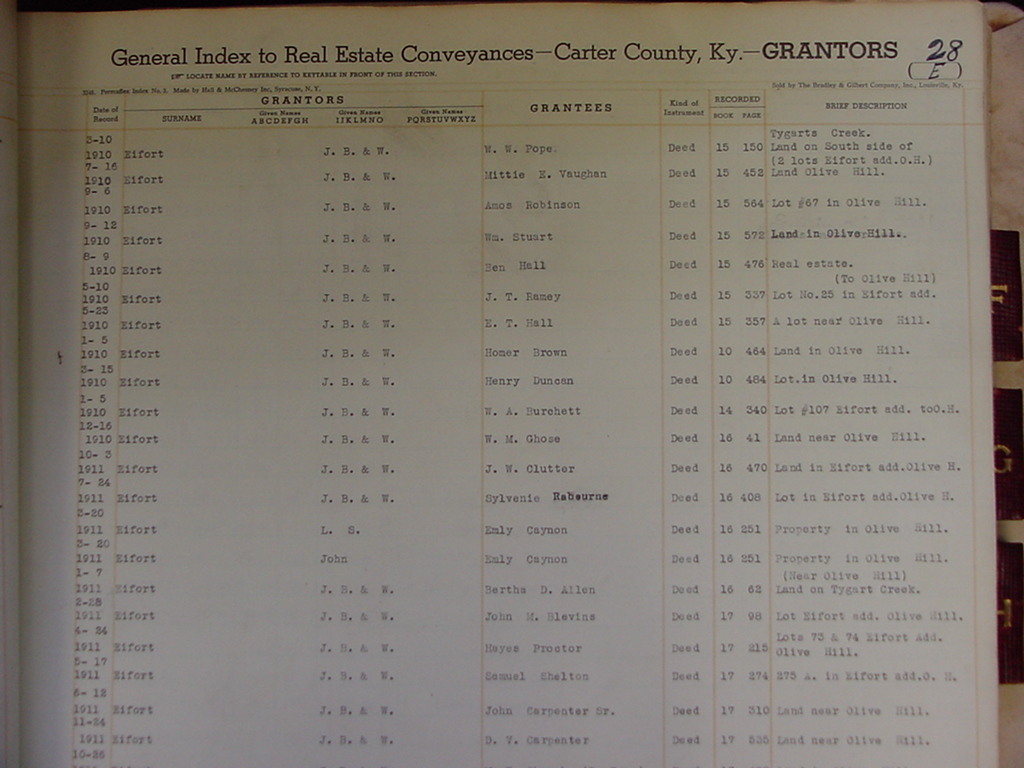 General Index to Real Estate Conveyances—Carter County, Ky.—GRANTORS 28
(E)
LOCATE NAME BY REFERENCE TO KEYTABLE IN FRONT OF THIS SECTION.
Permadex Index No. 2. Made by Hall & McChesney Inc, Syracuse, N. Y. Sold by The Bradley & Gilbert Company, Inc., Louisville, Ky.
Date of Record GRANTORS GRANTEES Kind of Instrument RECORDED BRIEF DESCRIPTION
SURNAME Given Names ABCDEFGH Given Names IJKLMNO Given Names PQRSTUVWXYZ BOOK PAGE
3-10 Tygarts Creek.
1910 Eifort J. B. & W. W. W. Pope Deed 15 150 Land on South side of
7- 16 (2 lots Eifort add.O.H.)
1910 Eifort J. B. & W. Mittie E. Vaughan Deed 15 452 Land Olive Hill.
9- 6
1910 Eifort J. B. & W. Amos Robinson Deed 15 564 Lot #67 in Olive Hill.
9- 12
1910 Eifort J. B. & W. Wm. Stuart Deed 15 572 Land in Olive Hill.
8- 9
1910 Eifort J. B. & W. Ben Hall Deed 15 476 Real estate.
5-10 (To Olive Hill)
1910 Eifort J. B. & W. J. T. Ramey Deed 15 337 Lot No.25 in Eifort add.
5-23
1910 Eifort J. B. & W. E. T. Hall Deed 15 357 A lot near Olive Hill.
1- 5
1910 Eifort J. B. & W. Homer Brown Deed 10 464 Land in Olive Hill.
3- 15
1910 Eifort J. B. & W. Henry Duncan Deed 10 484 Lot.in Olive Hill.
1- 5
1910 Eifort J. B. & W. W. A. Burchett Deed 14 340 Lot #107 Eifort add. toO.H.
12-16
1910 Eifort J. B. & W. W. M. Ghose Deed 16 41 Land near Olive Hill.
10- 3
1911 Eifort J. B. & W. J. W. Clutter Deed 16 470 Land in Eifort add.Olive H.
7- 24
1911 Eifort J. B. & W. Sylvenie Rabourne Deed 16 408 Lot in Eifort add.Olive H.
3-20
1911 Eifort L. S. Emly Caynon Deed 16 251 Property in Olive Hill.
3- 20
1911 Eifort John Emly Caynon Deed 16 251 Property in Olive Hill.
1- 7 (Near Olive Hill)
1911 Eifort J. B. & W. Bertha D. Allen Deed 16 62 Land on Tygart Creek.
2-28
1911 Eifort J. B. & W. John M. Blevins Deed 17 98 Lot Eifort add. Olive Hill.
4- 24 Lots 73 & 74 Eifort Add.
1911 Eifort J. B. & W. Hayes Proctor Deed 17 215 Olive Hill.
5- 17
1911 Eifort J. B. & W. Samuel Shelton Deed 17 274 275 A. in Eifort add.O. H.
6- 12
1911 Eifort J. B. & W. John Carpenter Sr. Deed 17 310 Land near Olive Hill.
11-24
1911 Eifort J. B. & W. D. V. Carpenter Deed 17 Land near Olive Hill.
10-26
F
G
H